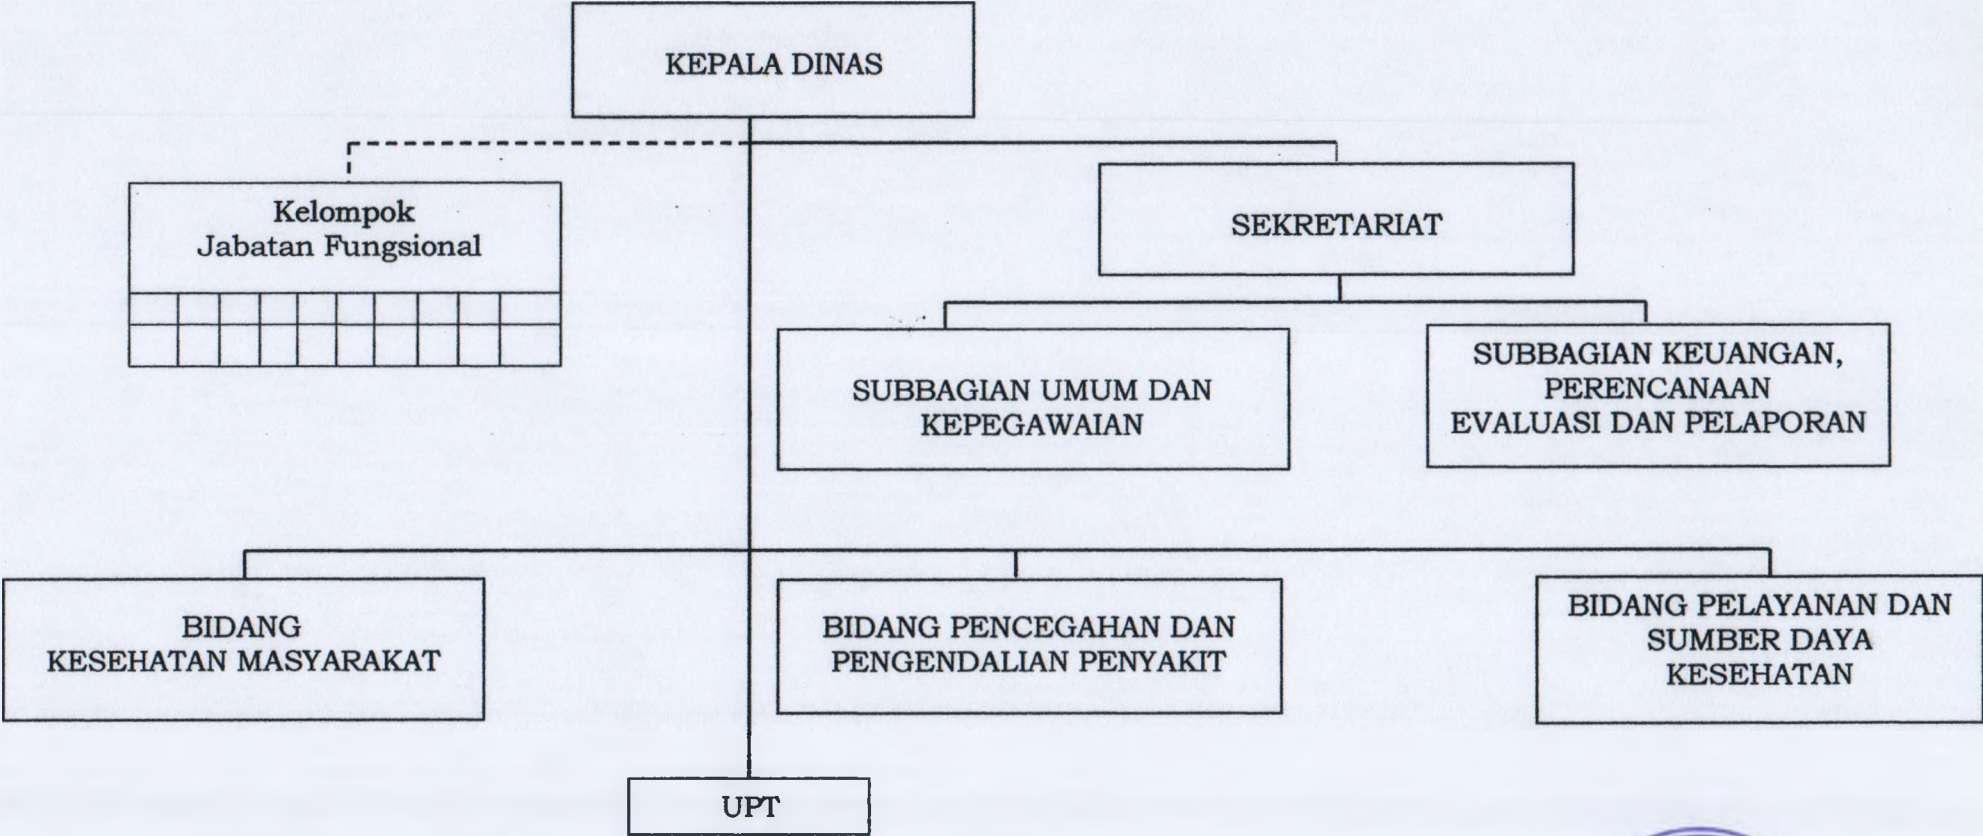 KEPALA DINAS
Kelompok
Jabatan Fungsional
SEKRETARIAT
SUBBAGIAN UMUM DAN
KEPEGAWAIAN
SUBBAGIAN KEUANGAN,
PERENCANAAN
EVALUASI DAN PELAPORAN
BIDANG
KESEHATAN MASYARAKAT
BIDANG PENCEGAHAN DAN
PENGENDALIAN PENYAKIT
BIDANG PELAYANAN DAN
SUMBER DAYA
KESEHATAN
UPT